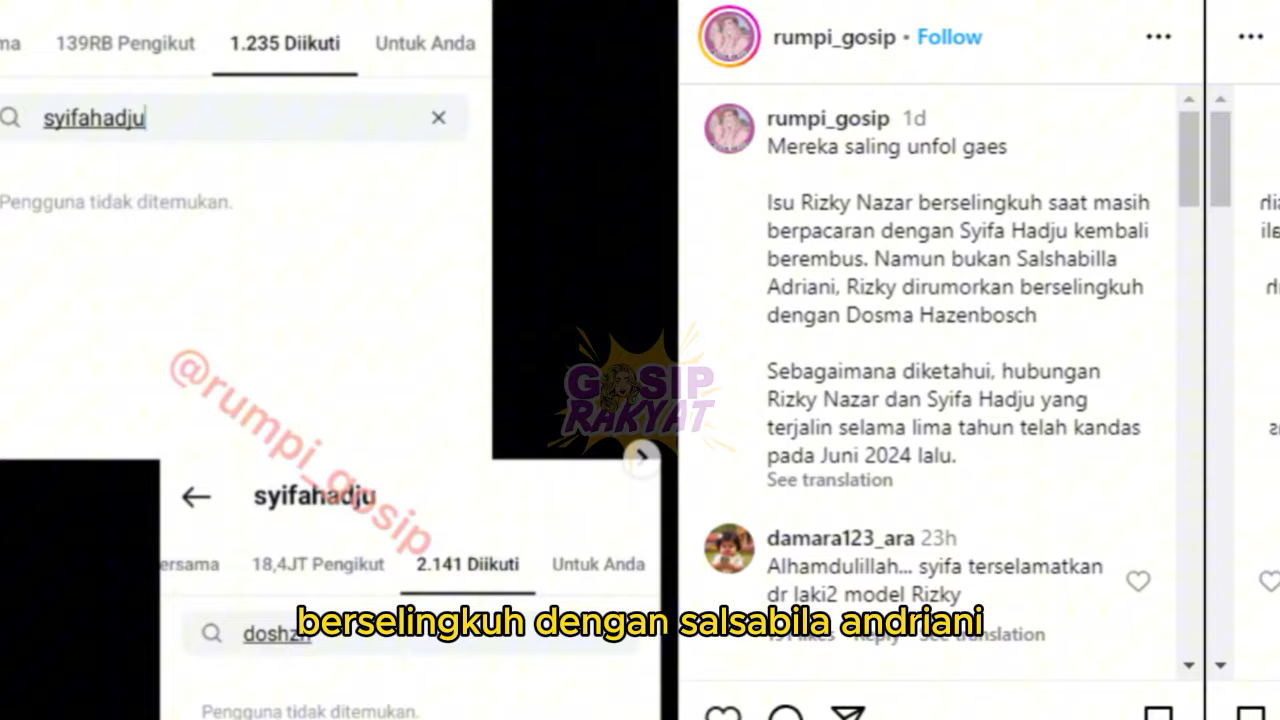 139RB Pengikut
1.235 Diikuti
Untuk Anda
syifahadju
Pengguna tidak ditemukan.
@rumpi_gosip
syifahadju
18,4JT Pengikut
2.141 Diikuti
Untuk Anda
Pengguna tidak ditemukan.
GOSIP
RAKYAT
rumpi_gosip • Follow
rumpi_gosip 1d
Mereka saling unfol gaes
Isu Rizky Nazar berselingkuh saat masih
berpacaran dengan Syifa Hadju kembali
berembus. Namun bukan Salshabilla
Adriani, Rizky dirumorkan berselingkuh
dengan Dosma Hazenbosch
Sebagaimana diketahui, hubungan
Rizky Nazar dan Syifa Hadju yang
terjalin selama lima tahun telah kandas
pada Juni 2024 lalu.
See translation
damara123_ara 23h
Alhamdulillah... syifa terselamatkan
dr laki2 model Rizky
likes Reply See translation
berselingkuh dengan salsabila andriani